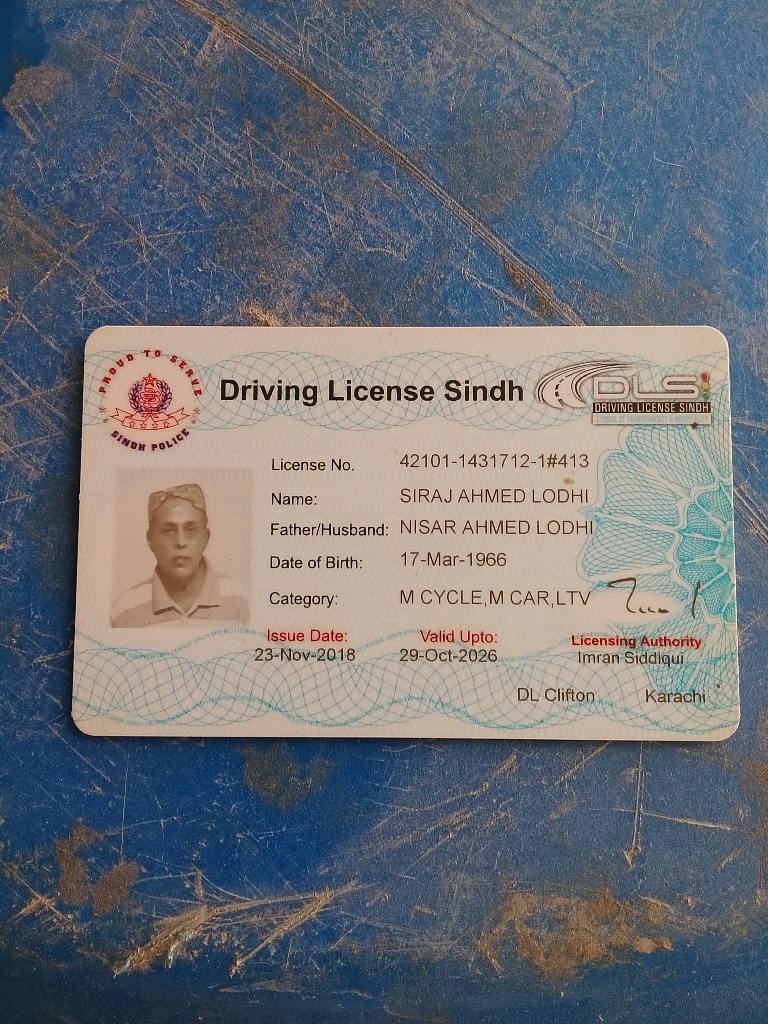 PROUD TO SERVE
SINDH POLICE
Driving License Sindh
DLS
DRIVING LICENSE SINDH
License No. 42101-1431712-1#413
Name: SIRAJ AHMED LODHI
Father/Husband: NISAR AHMED LODHI
Date of Birth: 17-Mar-1966
Category: M CYCLE,M CAR,LTV
Issue Date: Valid Upto: Licensing Authority
23-Nov-2018 29-Oct-2026 Imran Siddiqui
DL Clifton Karachi